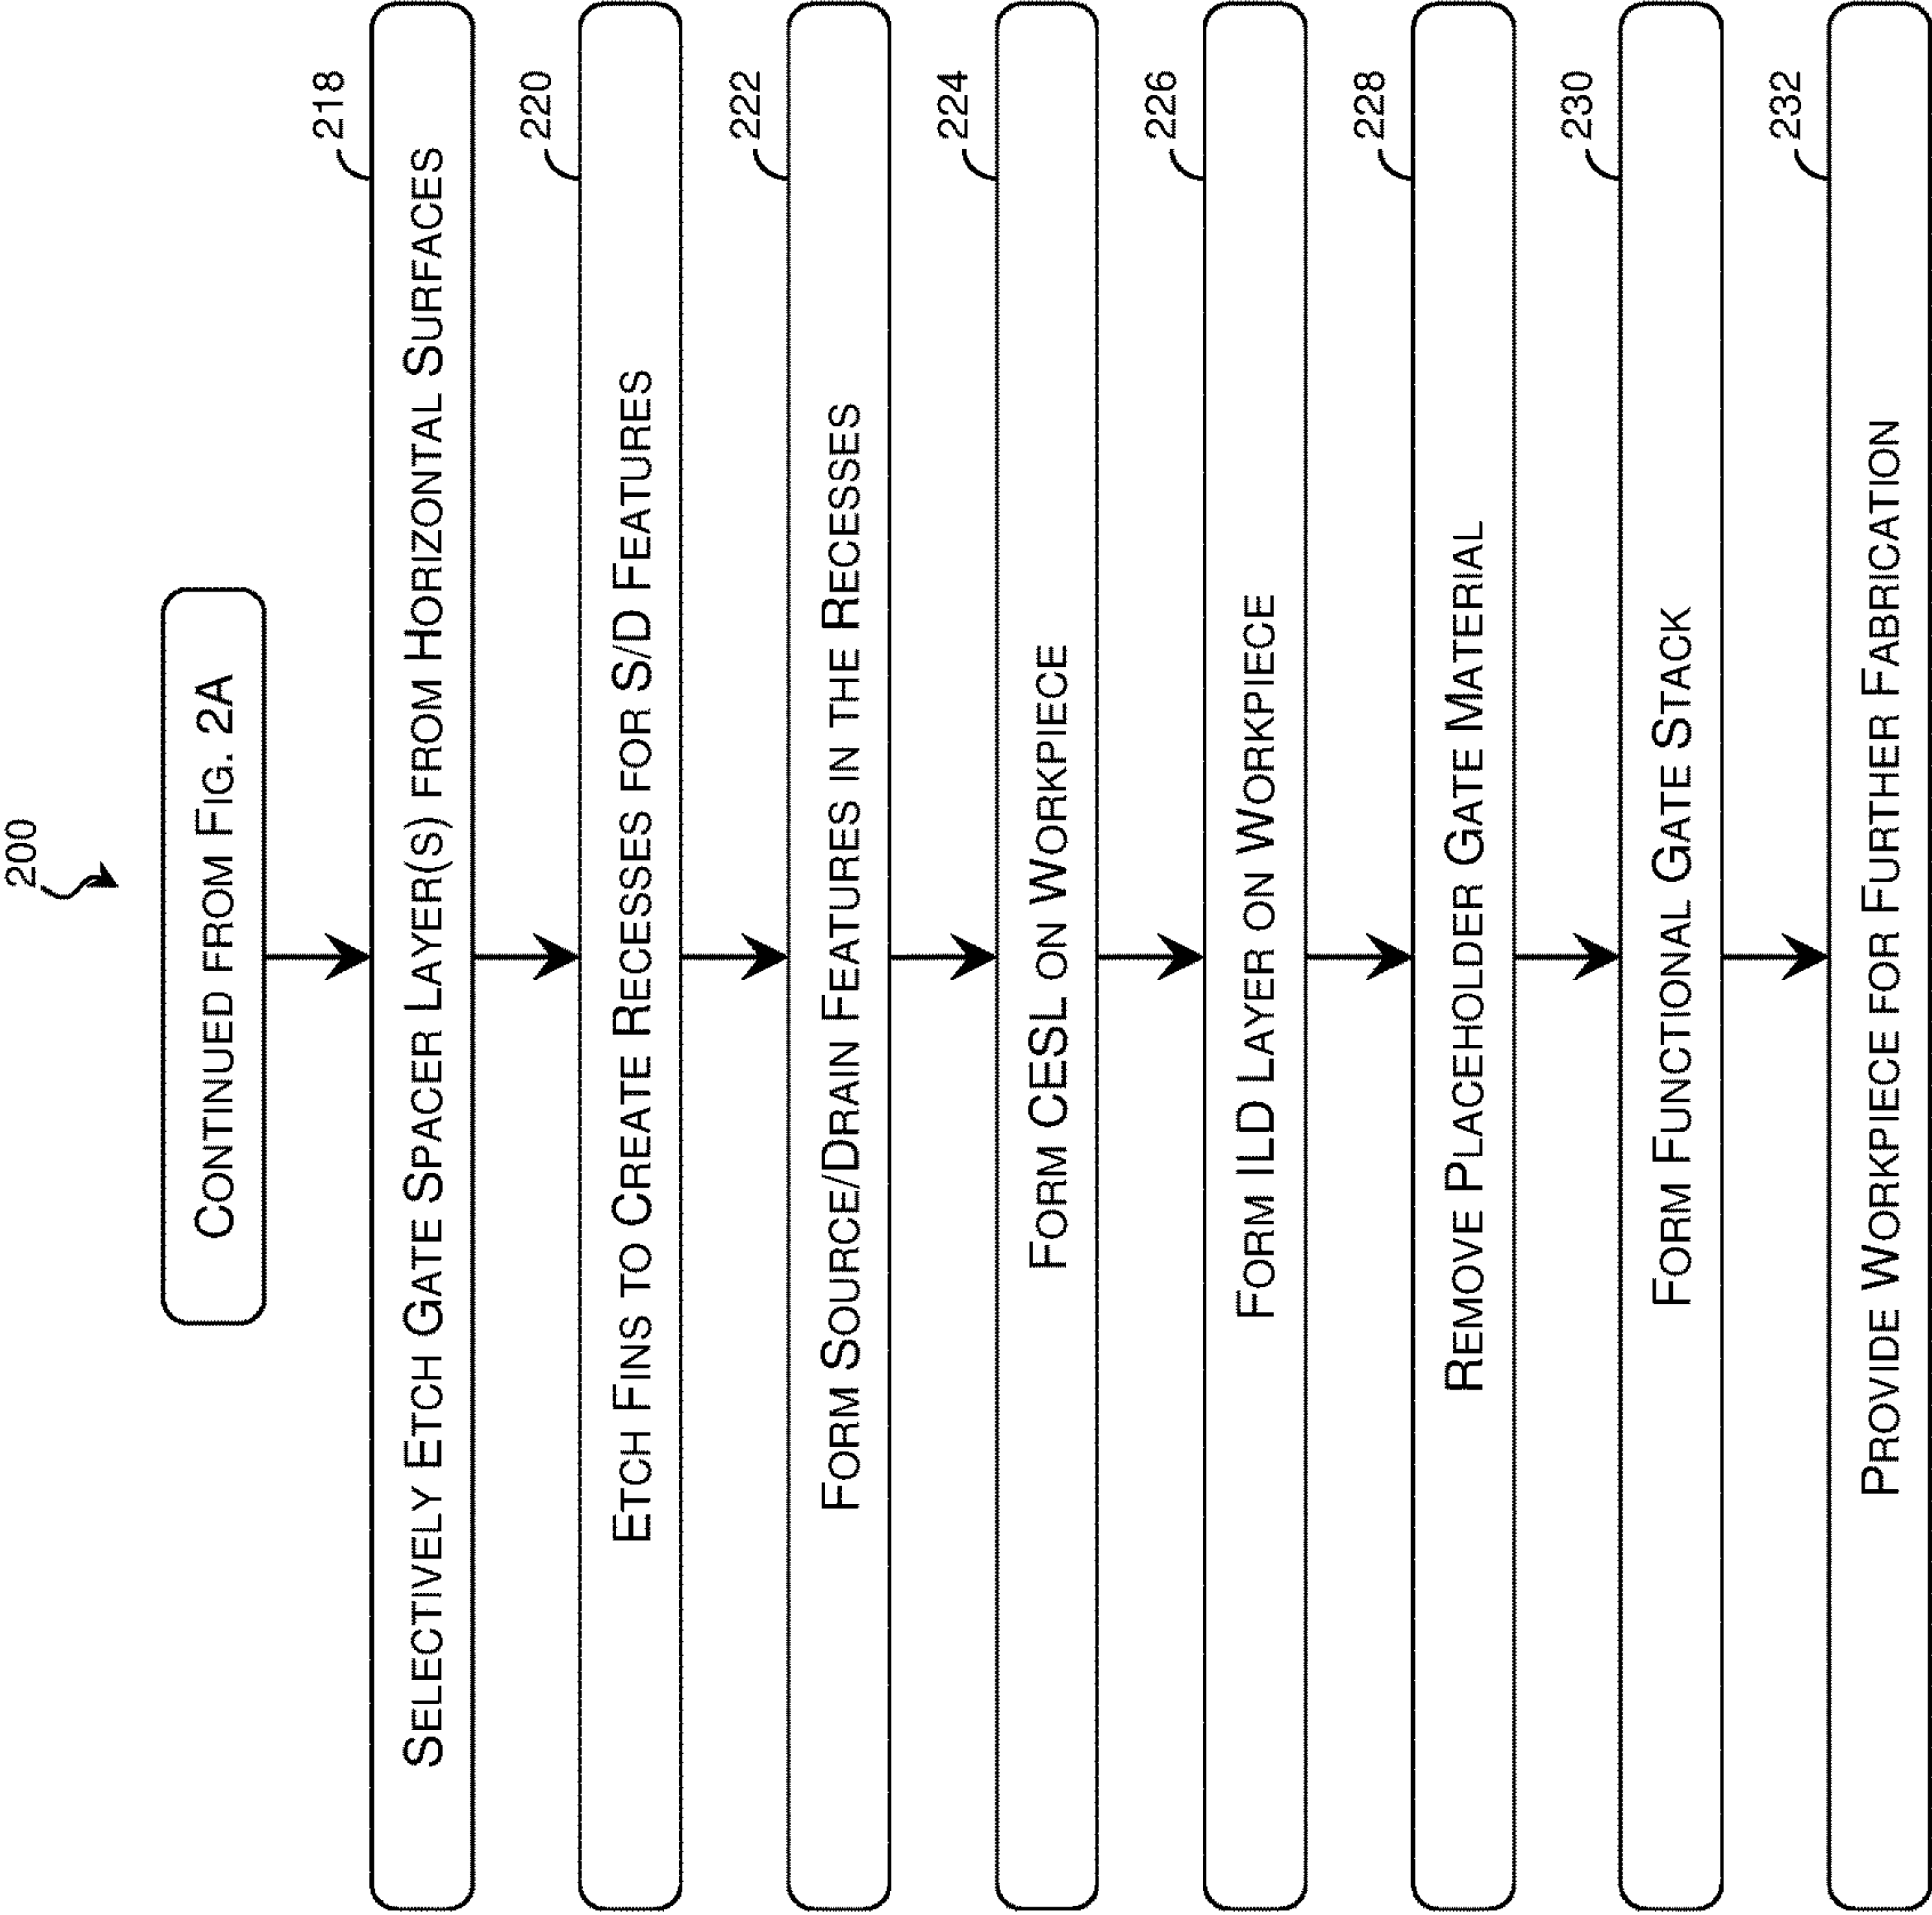 200
CONTINUED FROM FIG. 2A
218
SELECTIVELY ETCH GATE SPACER LAYER(S) FROM HORIZONTAL SURFACES
220
ETCH FINS TO CREATE RECESSES FOR S/D FEATURES
222
FORM SOURCE/DRAIN FEATURES IN THE RECESSES
224
FORM CESL ON WORKPIECE
226
FORM ILD LAYER ON WORKPIECE
228
REMOVE PLACEHOLDER GATE MATERIAL
230
FORM FUNCTIONAL GATE STACK
232
PROVIDE WORKPIECE FOR FURTHER FABRICATION